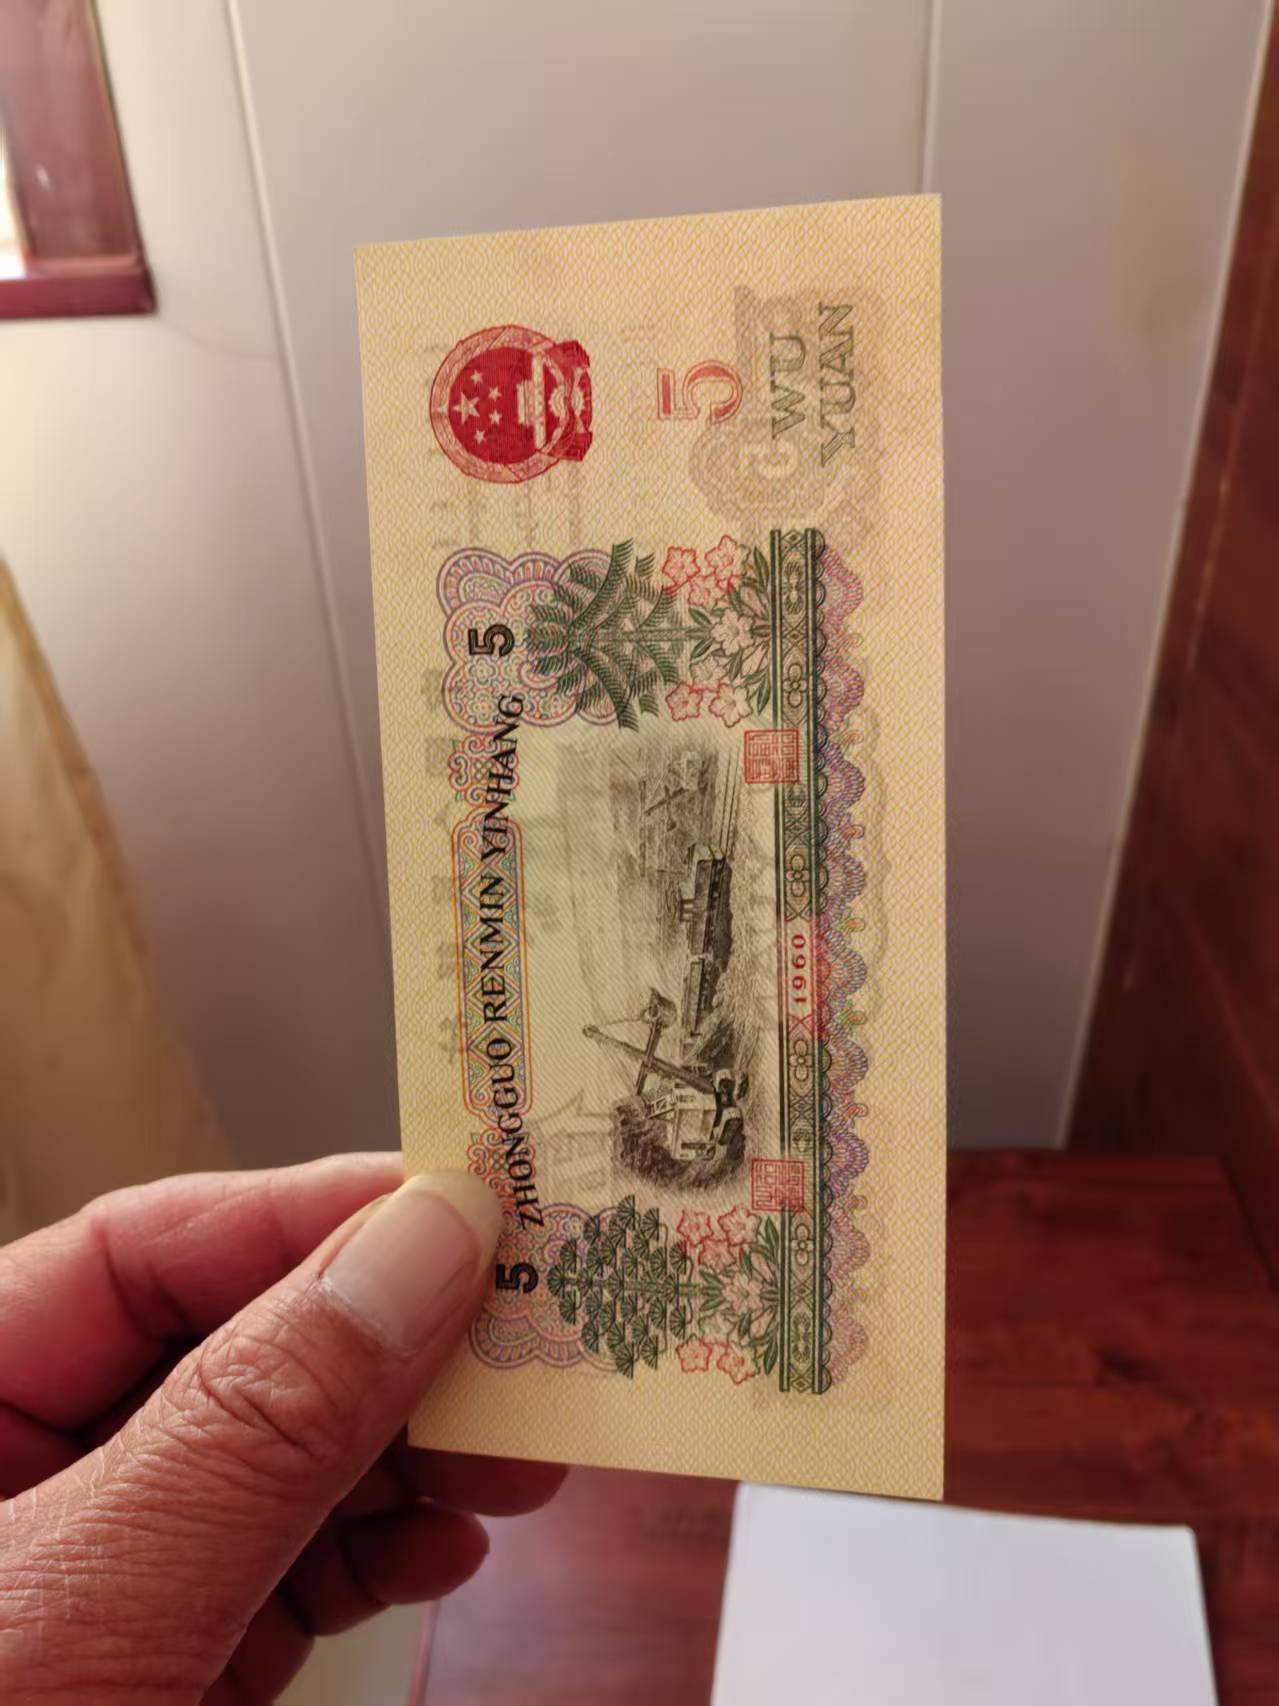 5 ZHONGGUO RENMIN YINHANG 5
5
WU
YUAN
1960